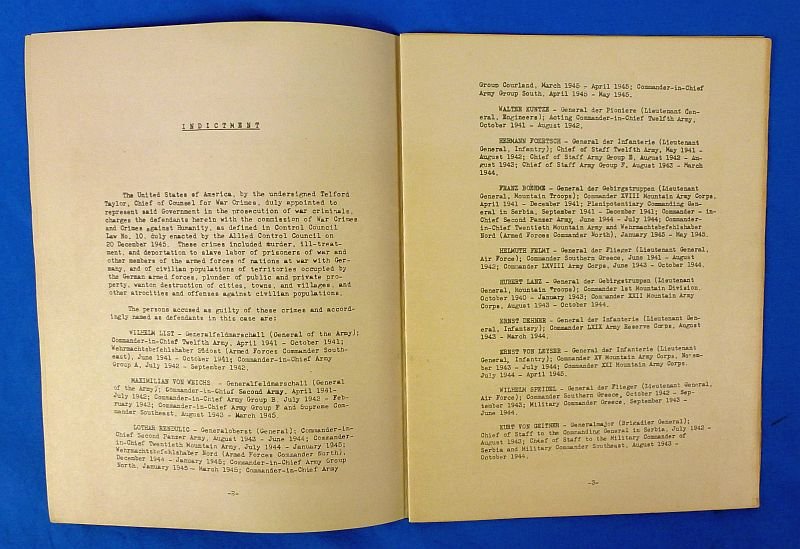 INDICTMENT
The United States of America, by the undersigned Telford
Taylor, Chief of Counsel for War Crimes, duly appointed to
represent said Government in the prosecution of war criminals,
charges the defendants herein with the commission of War Crimes
and Crimes against Humanity, as defined in Control Council
Law No. 10, duly enacted by the Allied Control Council on
20 December 1945. These crimes included murder, ill-treat-
ment, and deportation to slave labor of prisoners of war and
other members of the armed forces of nations at war with Ger-
many, and of civilian populations of territories occupied by
the German armed forces, plunder of public and private pro-
perty, wanton destruction of cities, towns, and villages, and
other atrocities and offenses against civilian populations.
The persons accused as guilty of these crimes and accord-
ingly named as defendants in this case are:
WILHELM LIST - Generalfeldmarschall (General of the Army);
Commander-in-Chief Twelfth Army, April 1941 - October 1941;
Wehrmachtsbefehlshaber Südost (Armed Forces Commander South-
east), June 1941 - October 1941; Commander-in-Chief Army
Group A, July 1942 - September 1942.
MAXIMILIAN VON WEICHS - Generalfeldmarschall (General
of the Army); Commander-in-Chief Second Army, April 1941-
July 1942; Commander-in-Chief Army Group B, July 1942 - Feb-
ruary 1943; Commander-in-Chief Army Group F and Supreme Com-
mander Southeast, August 1943 - March 1945.
LOTHAR RENDULIC - Generaloberst (General); Commander-in-
Chief Second Panzer Army, August 1943 - June 1944; Commander-
in-Chief Twentieth Mountain Army, July 1944 - January 1945;
Wehrmachtsbefehlshaber Nord (Armed Forces Commander North),
December 1944 - January 1945; Commander-in-Chief Army Group
North, January 1945 - March 1945; Commander-in-Chief Army
-2-
Group Courland, March 1945 - April 1945; Commander-in-Chief
Army Group South, April 1945 - May 1945.
WALTER KUNTZE - General der Pioniere (Lieutenant Gen-
eral, Engineers); Acting Commander-in-Chief Twelfth Army,
October 1941 - August 1942.
HERMANN FOERTSCH - General der Infanterie (Lieutenant
General, Infantry); Chief of Staff Twelfth Army, May 1941 -
August 1942; Chief of Staff Army Group E, August 1942 - Au-
gust 1943; Chief of Staff Army Group F, August 1943 - March
1944.
FRANZ BOEHME - General der Gebirgstruppen (Lieutenant
General, Mountain Troops); Commander XVIII Mountain Army Corps,
April 1941 - December 1941; Plenipotentiary Commanding Gen-
eral in Serbia, September 1941 - December 1941; Commander - in-
Chief Second Panzer Army, June 1944 - July 1944; Commander-
in-Chief Twentieth Mountain Army and Wehrmachtsbefehlshaber
Nord (Armed Forces Commander North), January 1945 - May 1945.
HELMUTH FELMY - General der Flieger (Lieutenant General,
Air Force); Commander Southern Greece, June 1941 - August
1942; Commander LXVIII Army Corps, June 1943 - October 1944.
HUBERT LANZ - General der Gebirgstruppen (Lieutenant
General, Mountain Troops); Commander 1st Mountain Division,
October 1940 - January 1943; Commander XXII Mountain Army
Corps, August 1943 - October 1944.
ERNST DEHNER - General der Infanterie (Lieutenant Gen-
eral, Infantry); Commander LXIX Army Reserve Corps, August
1943 - March 1944.
ERNST VON LEYSER - General der Infanterie (Lieutenant
General, Infantry); Commander XV Mountain Army Corps, Novem-
ber 1943 - July 1944; Commander XXI Mountain Army Corps,
July 1944 - April 1945.
WILHELM SPEIDEL - General der Flieger (Lieutenant General,
Air Force); Commander Southern Greece, October 1942 - Sep-
tember 1943; Military Commander Greece, September 1943 -
June 1944.
KURT VON GEITNER - Generalmajor (Brigadier General);
Chief of Staff to the Commanding General in Serbia, July 1942 -
August 1943; Chief of Staff to the Military Commander of
Serbia and Military Commander Southeast, August 1943 -
October 1944.
-3-